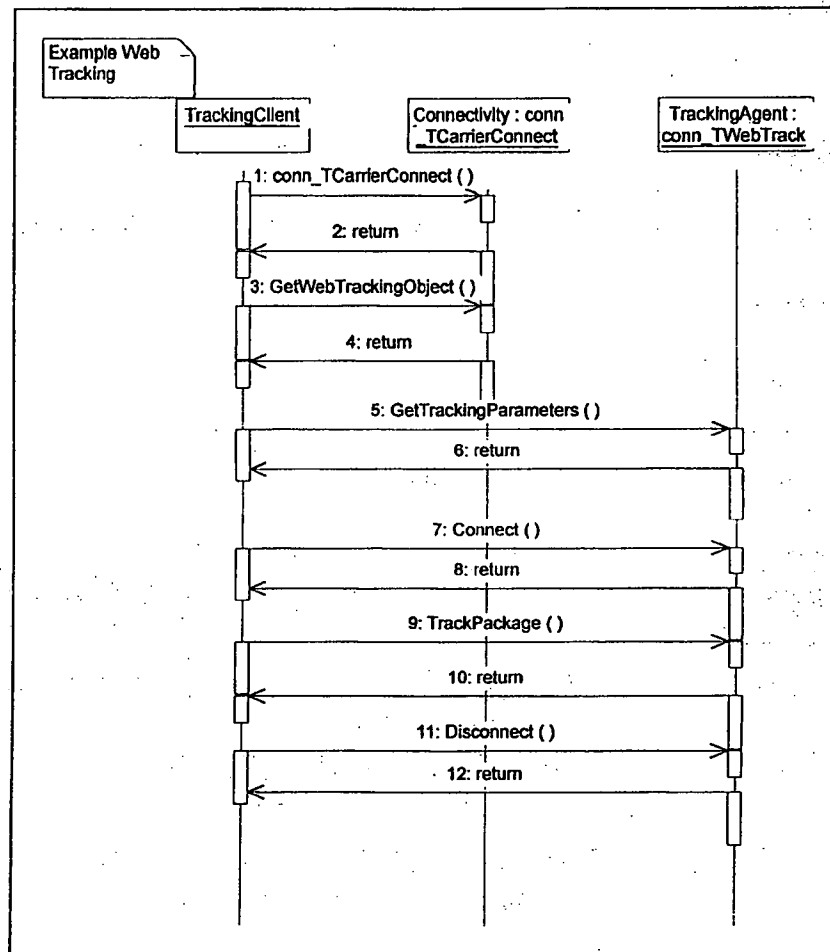 Example Web
Tracking
TrackingClient
Connectivity : conn
_TCarrierConnect
TrackingAgent :
conn_TWebTrack
1: conn_TCarrierConnect ( )
2: return
3: GetWebTrackingObject ( )
4: return
5: GetTrackingParameters ( )
6: return
7: Connect ( )
8: return
9: TrackPackage ( )
10: return
11: Disconnect ( )
12: return